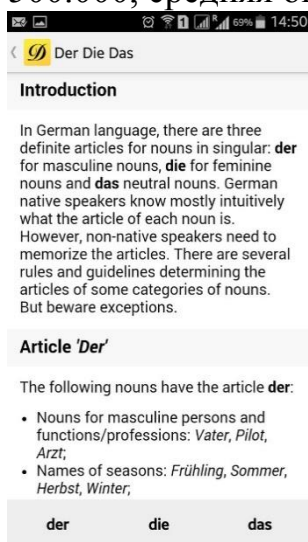 69% 14:50
Der Die Das
Introduction
In German language, there are three
definite articles for nouns in singular: der
for masculine nouns, die for feminine
nouns and das neutral nouns. German
native speakers know mostly intuitively
what the article of each noun is.
However, non-native speakers need to
memorize the articles. There are several
rules and guidelines determining the
articles of some categories of nouns.
But beware exceptions.
Article 'Der'
The following nouns have the article der:
• Nouns for masculine persons and
functions/professions: Vater, Pilot,
Arzt;
• Names of seasons: Frühling, Sommer,
Herbst, Winter;
der die das